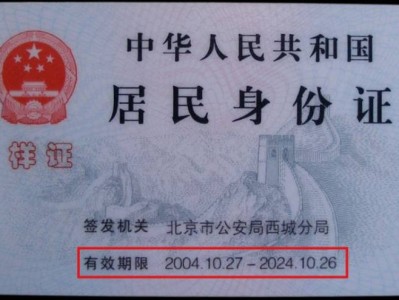 中华人民共和国
居民身份证
样证
签发机关 北京市公安局西城分局
有效期限 2004.10.27-2024.10.26